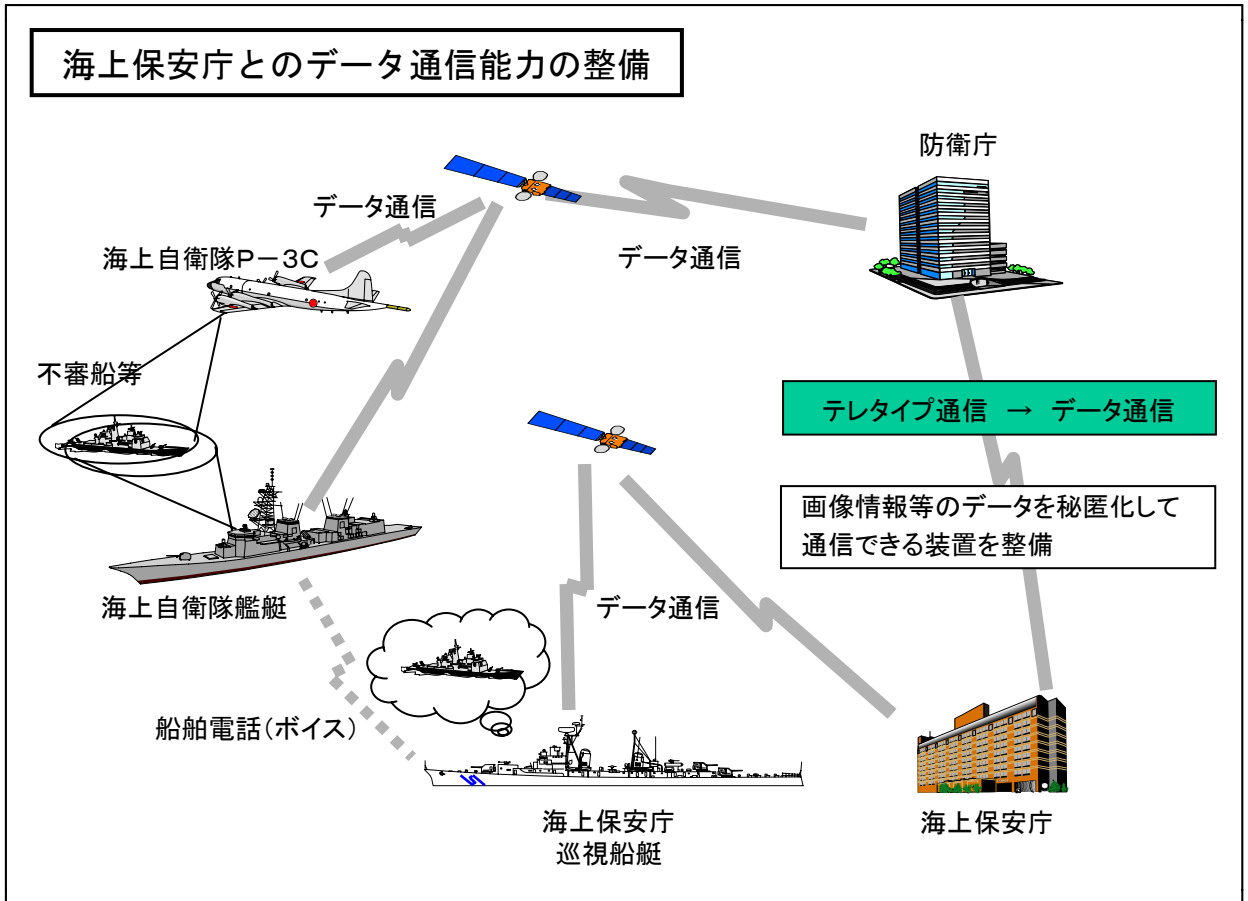 海上保安庁とのデータ通信能力の整備
防衛庁
データ通信
海上自衛隊P－3C
データ通信
不審船等
テレタイプ通信　→　データ通信
画像情報等のデータを秘匿化して
通信できる装置を整備
海上自衛隊艦艇
データ通信
船舶電話（ボイス）
海上保安庁
巡視船艇
海上保安庁